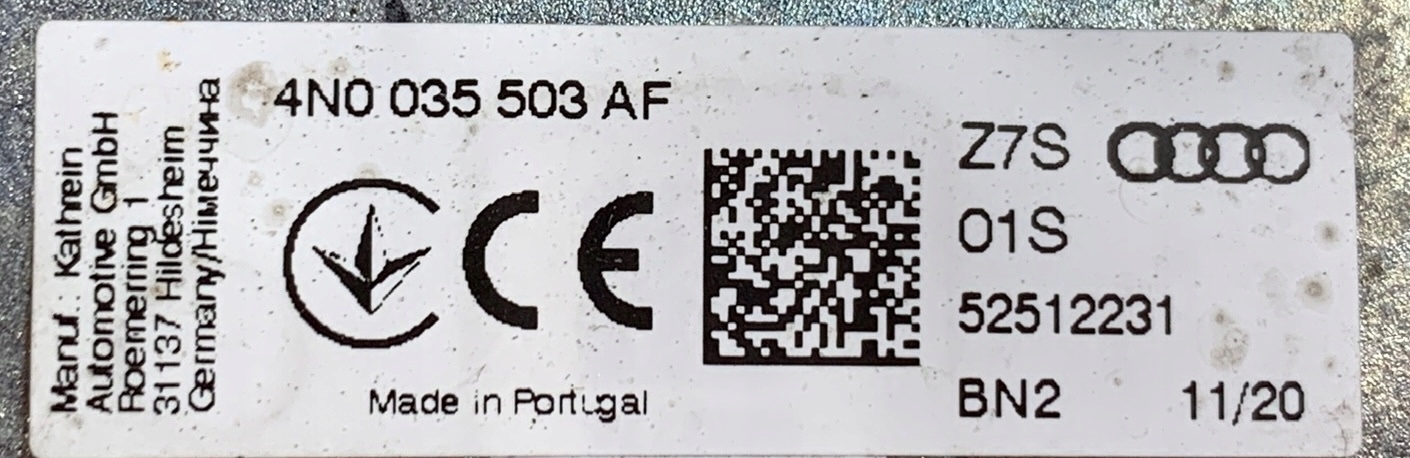 Manuf.: Kathrein
Automotive GmbH
Roemerring 1
31137 Hildesheim
Germany/Німеччина
4N0 035 503 AF
CE
Made in Portugal
Z7S
01S
52512231
BN2 11/20